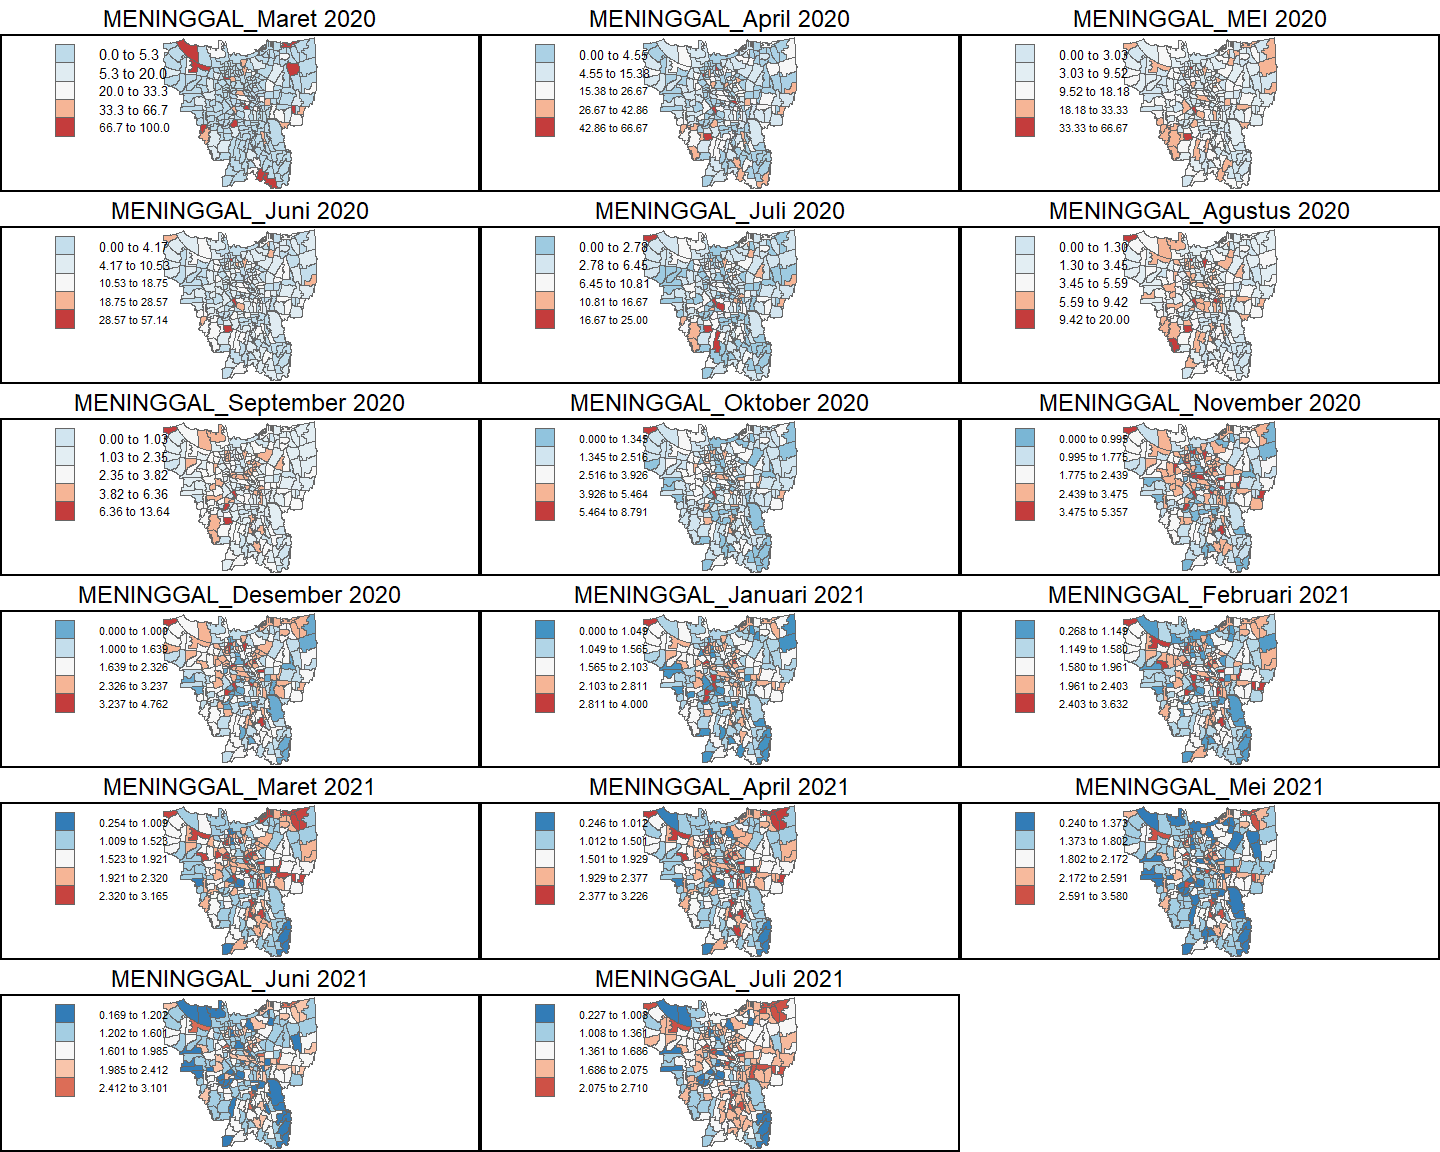 MENINGGAL_Maret 2020
0.0 to 5.3
5.3 to 20.0
20.0 to 33.3
33.3 to 66.7
66.7 to 100.0
MENINGGAL_April 2020
0.00 to 4.55
4.55 to 15.38
15.38 to 26.67
26.67 to 42.86
42.86 to 66.67
MENINGGAL_MEI 2020
0.00 to 3.03
3.03 to 9.52
9.52 to 18.18
18.18 to 33.33
33.33 to 66.67
MENINGGAL_Juni 2020
0.00 to 4.17
4.17 to 10.53
10.53 to 18.75
18.75 to 28.57
28.57 to 57.14
MENINGGAL_Juli 2020
0.00 to 2.78
2.78 to 6.45
6.45 to 10.81
10.81 to 16.67
16.67 to 25.00
MENINGGAL_Agustus 2020
0.00 to 1.30
1.30 to 3.45
3.45 to 5.59
5.59 to 9.42
9.42 to 20.00
MENINGGAL_September 2020
0.00 to 1.03
1.03 to 2.35
2.35 to 3.82
3.82 to 6.36
6.36 to 13.64
MENINGGAL_Oktober 2020
0.000 to 1.345
1.345 to 2.516
2.516 to 3.926
3.926 to 5.464
5.464 to 8.791
MENINGGAL_November 2020
0.000 to 0.995
0.995 to 1.775
1.775 to 2.439
2.439 to 3.475
3.475 to 5.357
MENINGGAL_Desember 2020
0.000 to 1.000
1.000 to 1.639
1.639 to 2.326
2.326 to 3.237
3.237 to 4.762
MENINGGAL_Januari 2021
0.000 to 1.049
1.049 to 1.565
1.565 to 2.103
2.103 to 2.811
2.811 to 4.000
MENINGGAL_Februari 2021
0.268 to 1.149
1.149 to 1.580
1.580 to 1.961
1.961 to 2.403
2.403 to 3.632
MENINGGAL_Maret 2021
0.254 to 1.009
1.009 to 1.523
1.523 to 1.921
1.921 to 2.320
2.320 to 3.165
MENINGGAL_April 2021
0.246 to 1.012
1.012 to 1.501
1.501 to 1.929
1.929 to 2.377
2.377 to 3.226
MENINGGAL_Mei 2021
0.240 to 1.373
1.373 to 1.802
1.802 to 2.172
2.172 to 2.591
2.591 to 3.580
MENINGGAL_Juni 2021
0.169 to 1.202
1.202 to 1.601
1.601 to 1.985
1.985 to 2.412
2.412 to 3.101
MENINGGAL_Juli 2021
0.227 to 1.008
1.008 to 1.361
1.361 to 1.686
1.686 to 2.075
2.075 to 2.710